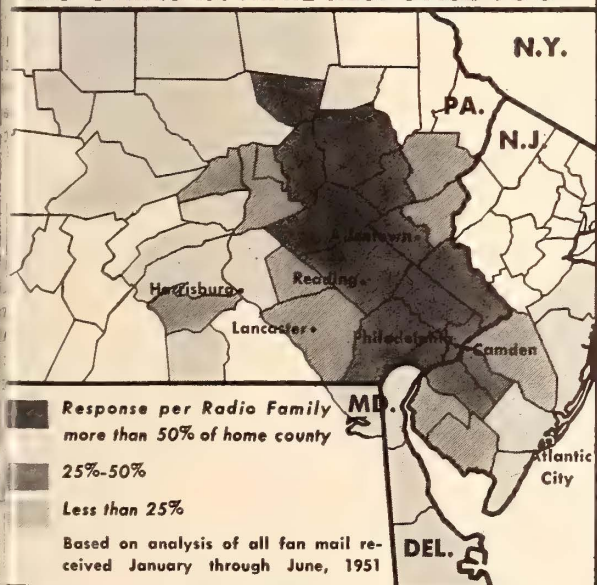 N.Y.
PA.
N.J.
Allentown
Reading
Harrisburg
Lancaster
Philadelphia
Camden
MD.
Atlantic
City
DEL.
Response per Radio Family
more than 50% of home county
25%-50%
Less than 25%
Based on analysis of all fan mail re-
ceived January through June, 1951